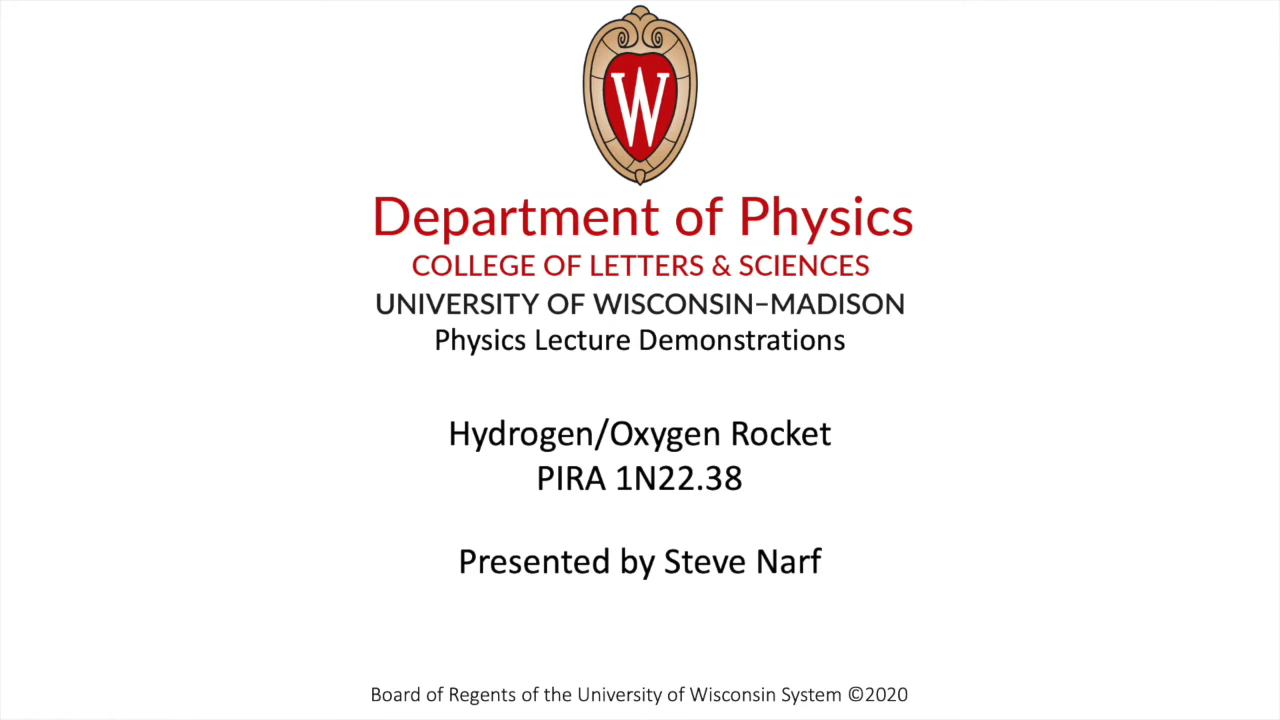 W
Department of Physics
COLLEGE OF LETTERS & SCIENCES
UNIVERSITY OF WISCONSIN–MADISON
Physics Lecture Demonstrations
Hydrogen/Oxygen Rocket
PIRA 1N22.38
Presented by Steve Narf
Board of Regents of the University of Wisconsin System ©2020